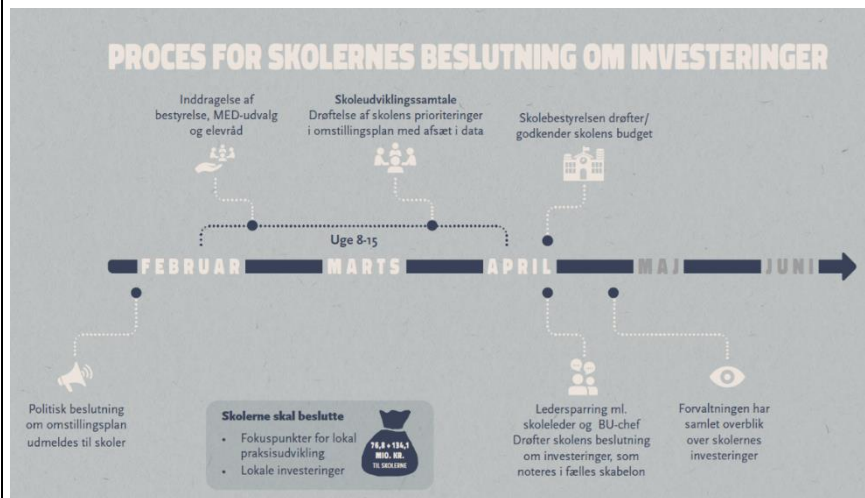 PROCES FOR SKOLERNES BESLUTNING OM INVESTERINGER
Inddragelse af
bestyrelse, MED-udvalg
og elevråd
Skoleudviklingssamtale
Drøftelse af skolens prioriteringer
i omstillingsplan med afsæt i data
Skolebestyrelsen drøfter/
godkender skolens budget
Uge 8-15
FEBRUAR MARTS APRIL MAJ JUNI
Politisk beslutning
om omstillingsplan
udmeldes til skoler
Skolerne skal beslutte
• Fokuspunkter for lokal
praksisudvikling
• Lokale investeringer
76,8 + 134,1
MIO. KR.
TIL SKOLERNE
Ledersparring ml.
skoleleder og BU-chef
Drøfter skolens beslutning
om investeringer, som
noteres i fælles skabelon
Forvaltningen har
samlet overblik
over skolernes
investeringer